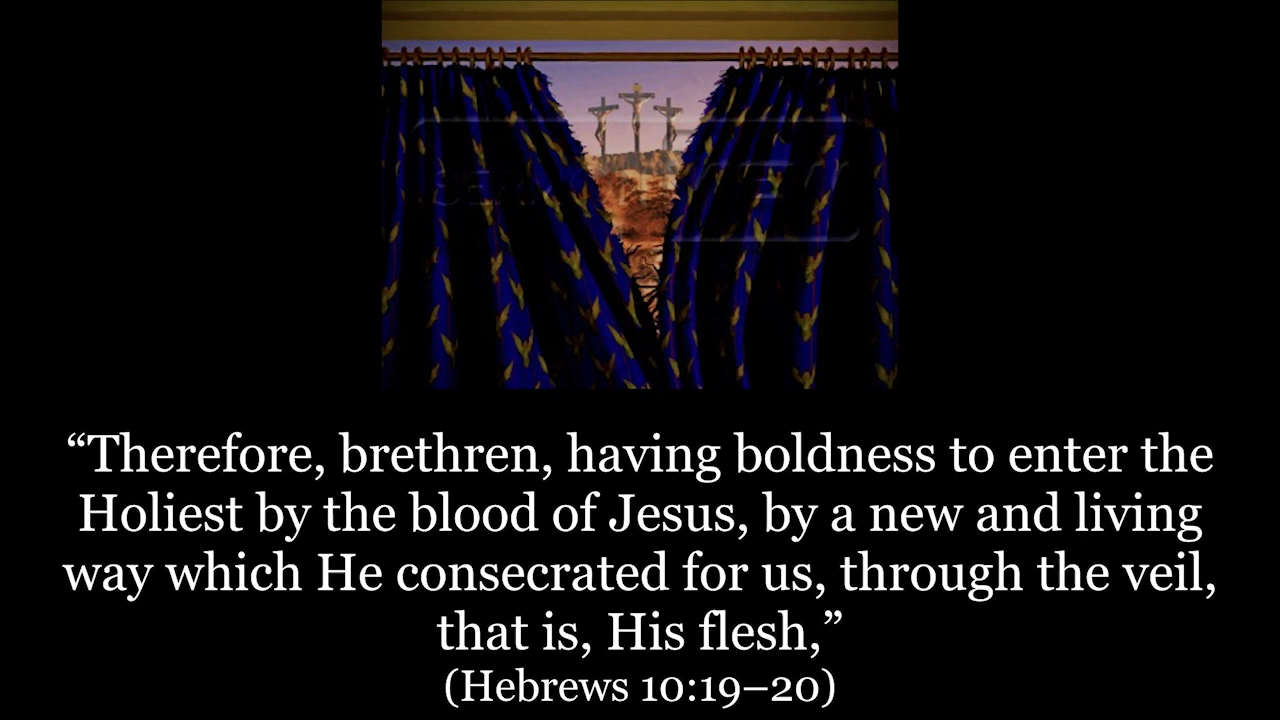 “Therefore, brethren, having boldness to enter the
Holiest by the blood of Jesus, by a new and living
way which He consecrated for us, through the veil,
that is, His flesh,”
(Hebrews 10:19–20)